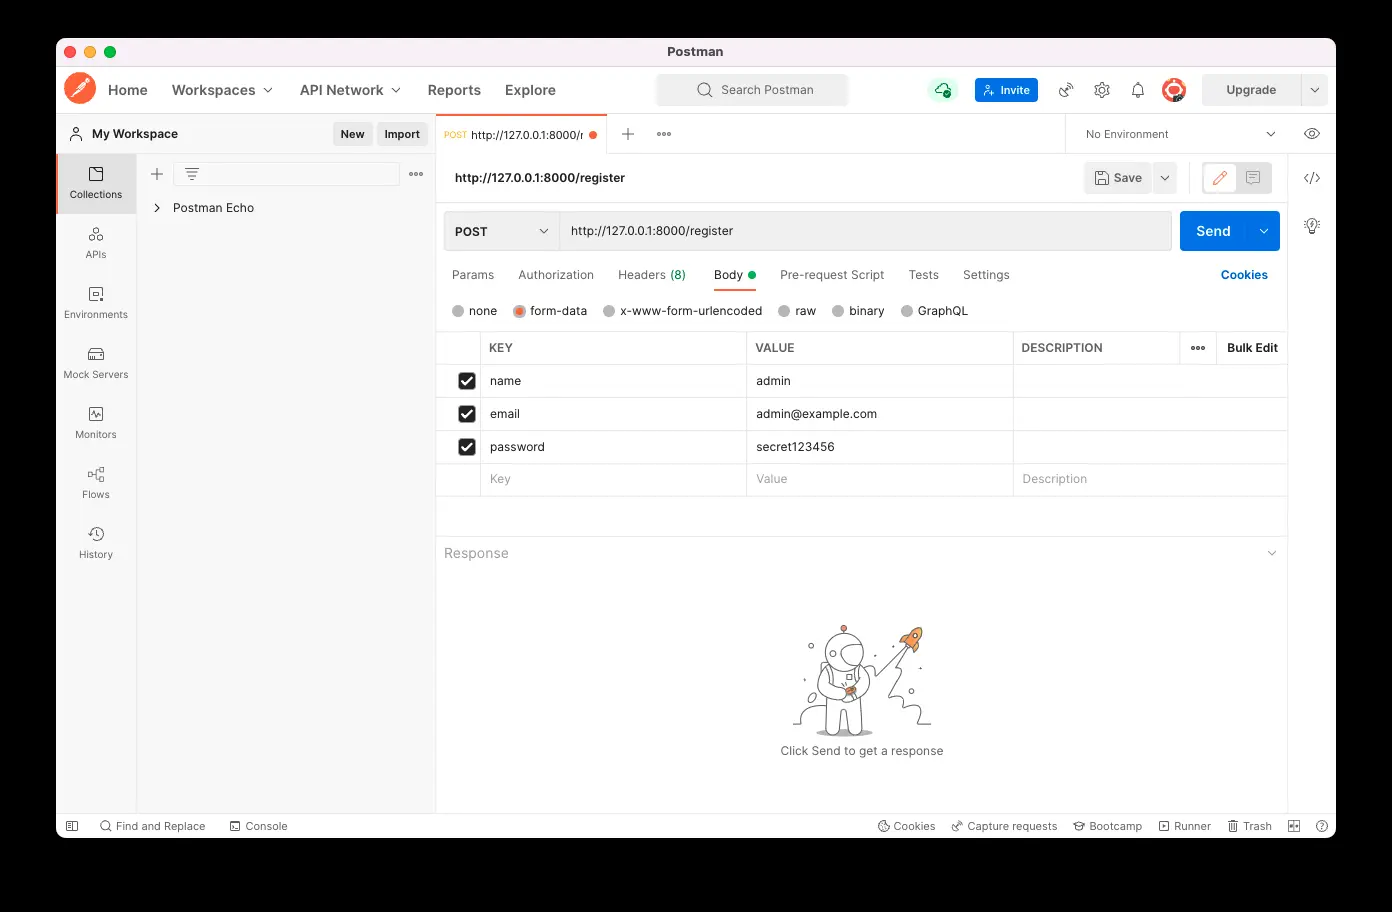 Postman
Home Workspaces API Network Reports Explore Search Postman Invite Upgrade
My Workspace New Import POST http://127.0.0.1:8000/r No Environment
Collections
APIs
Environments
Mock Servers
Monitors
Flows
History
Postman Echo
http://127.0.0.1:8000/register Save </>
POST http://127.0.0.1:8000/register Send
Params Authorization Headers (8) Body Pre-request Script Tests Settings Cookies
none form-data x-www-form-urlencoded raw binary GraphQL
KEY VALUE DESCRIPTION Bulk Edit
name admin
email admin@example.com
password secret123456
Key Value Description
Response
Click Send to get a response
Find and Replace Console Cookies Capture requests Bootcamp Runner Trash